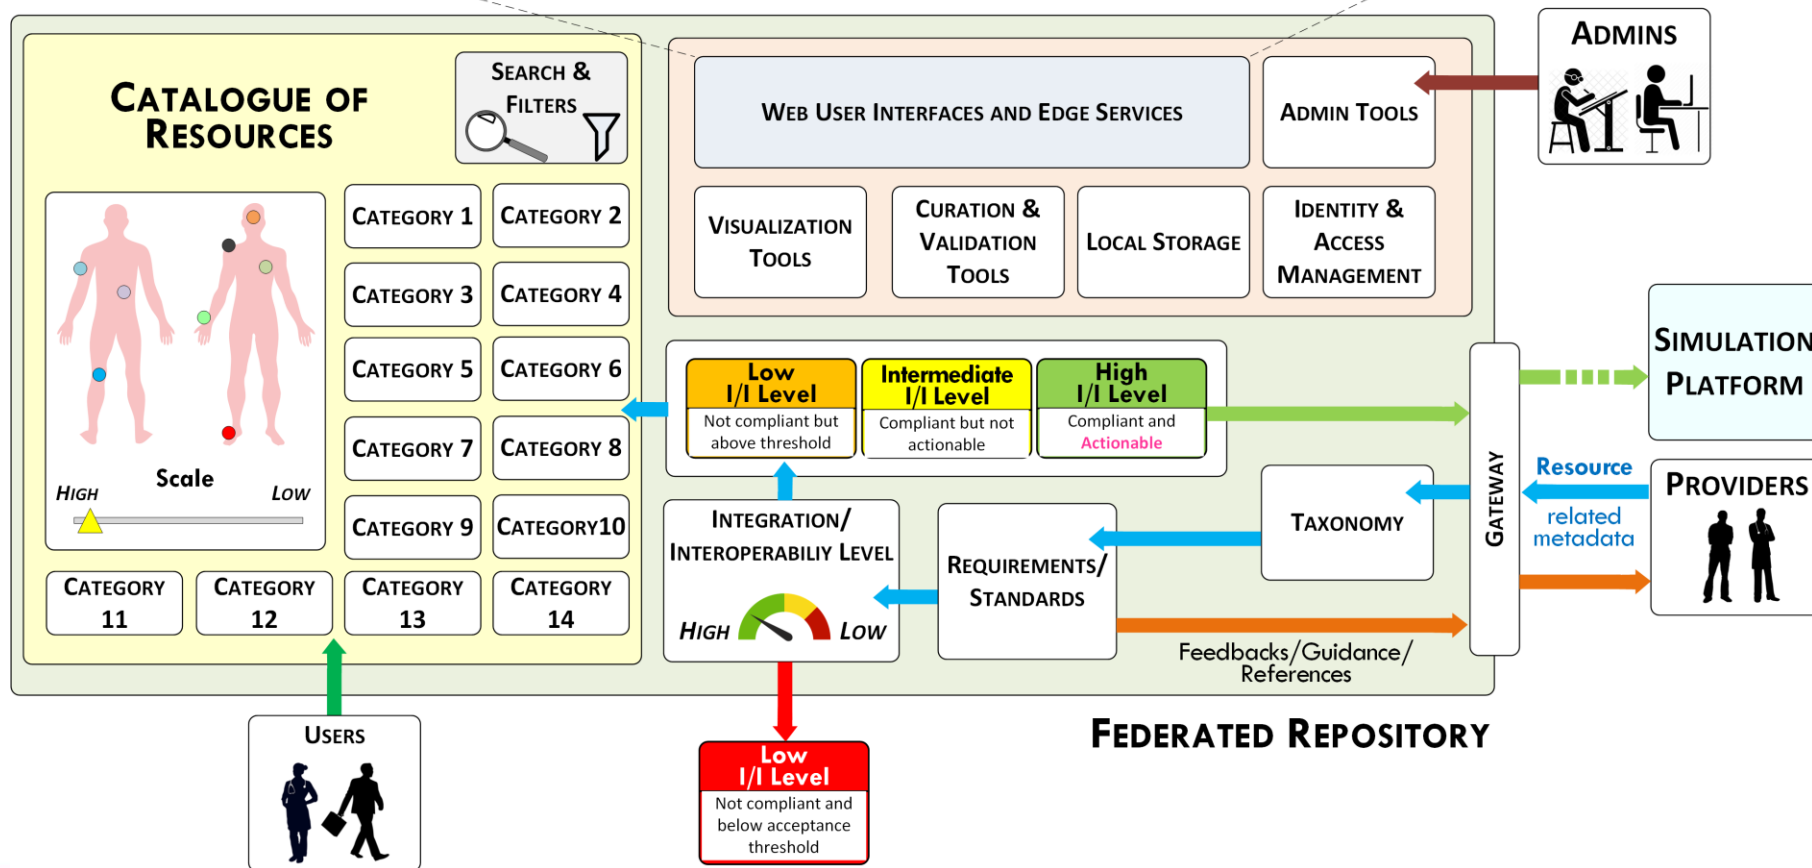 CATALOGUE OF
RESOURCES
SEARCH &
FILTERS
WEB USER INTERFACES AND EDGE SERVICES
ADMIN TOOLS
ADMINS
VISUALIZATION
TOOLS
CURATION &
VALIDATION
TOOLS
LOCAL STORAGE
IDENTITY &
ACCESS
MANAGEMENT
CATEGORY 1
CATEGORY 2
CATEGORY 3
CATEGORY 4
CATEGORY 5
CATEGORY 6
CATEGORY 7
CATEGORY 8
CATEGORY 9
CATEGORY10
CATEGORY
11
CATEGORY
12
CATEGORY
13
CATEGORY
14
Scale
HIGH
LOW
Low
I/I Level
Not compliant but
above threshold
Intermediate
I/I Level
Compliant but not
actionable
High
I/I Level
Compliant and
Actionable
INTEGRATION/
INTEROPERABILIY LEVEL
HIGH
LOW
REQUIREMENTS/
STANDARDS
TAXONOMY
GATEWAY
SIMULATION
PLATFORM
Resource
related
metadata
PROVIDERS
Feedbacks/Guidance/
References
FEDERATED REPOSITORY
USERS
Low
I/I Level
Not compliant and
below acceptance
threshold